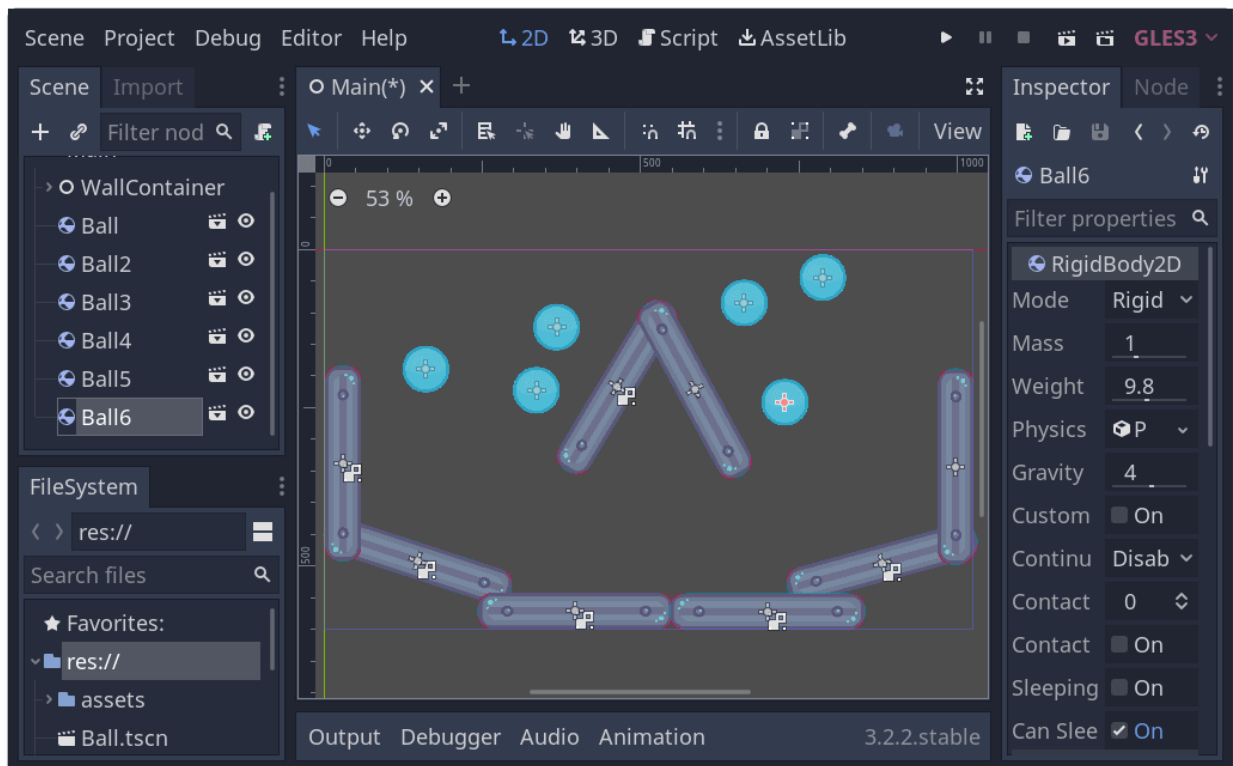 Scene Project Debug Editor Help 2D 3D Script AssetLib GLES3
Scene Import
Main(*)
Inspector Node
Filter nod
View
WallContainer
Ball
Ball2
Ball3
Ball4
Ball5
Ball6
FileSystem
res://
Search files
Favorites:
res://
assets
Ball.tscn
0 500 1000
53 %
0
500
Output Debugger Audio Animation 3.2.2.stable
Ball6
Filter properties
RigidBody2D
Mode Rigid
Mass 1
Weight 9.8
Physics P
Gravity 4
Custom On
Continu Disab
Contact 0
Contact On
Sleeping On
Can Slee On